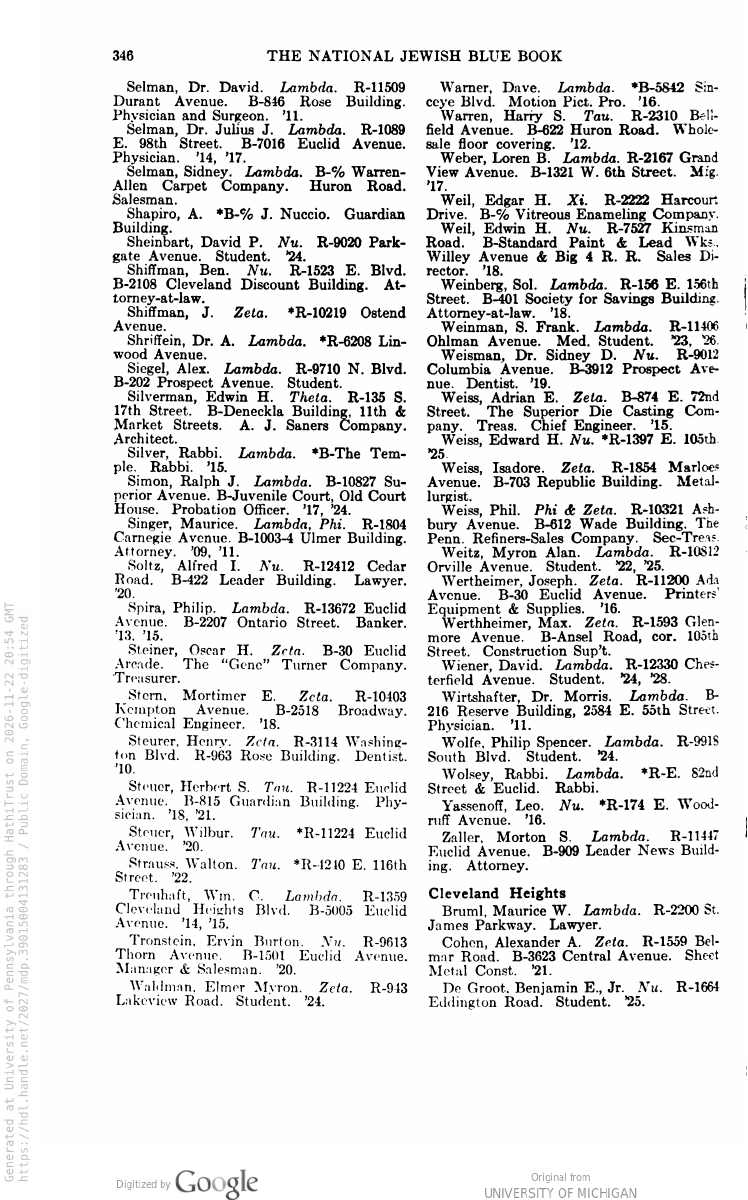 346
THE NATIONAL JEWISH BLUE BOOK
Selman, Dr. David. Lambda. R-11509
Durant Avenue. B-846 Rose Building.
Physician and Surgeon. '11.
Selman, Dr. Julius J. Lambda. R-1089
E. 98th Street. B-7016 Euclid Avenue.
Physician. '14, '17.
Selman, Sidney. Lambda. B-% Warren-
Allen Carpet Company. Huron Road.
Salesman.
Shapiro, A. *B-% J. Nuccio. Guardian
Building.
Sheinbart, David P. Nu. R-9020 Park-
gate Avenue. Student. '24.
Shiffman, Ben. Nu. R-1523 E. Blvd.
B-2108 Cleveland Discount Building. At-
torney-at-law.
Shiffman, J. Zeta. *R-10219 Ostend
Avenue.
Shriffein, Dr. A. Lambda. *R-6208 Lin-
wood Avenue.
Siegel, Alex. Lambda. R-9710 N. Blvd.
B-202 Prospect Avenue. Student.
Silverman, Edwin H. Theta. R-135 S.
17th Street. B-Deneckla Building, 11th &
Market Streets. A. J. Saners Company.
Architect.
Silver, Rabbi. Lambda. *B-The Tem-
ple. Rabbi. '15.
Simon, Ralph J. Lambda. B-10827 Su-
perior Avenue. B-Juvenile Court, Old Court
House. Probation Officer. '17, '24.
Singer, Maurice. Lambda, Phi. R-1804
Carnegie Avenue. B-1003-4 Ulmer Building.
Attorney. '09, '11.
Soltz, Alfred I. Nu. R-12412 Cedar
Road. B-422 Leader Building. Lawyer.
'20.
Spira, Philip. Lambda. R-13672 Euclid
Avenue. B-2207 Ontario Street. Banker.
'13, '15.
Steiner, Oscar H. Zeta. B-30 Euclid
Arcade. The "Gene" Turner Company.
Treasurer.
Stern, Mortimer E. Zeta. R-10403
Kempton Avenue. B-2518 Broadway.
Chemical Engineer. '18.
Steurer, Henry. Zeta. R-3114 Washing-
ton Blvd. R-963 Rose Building. Dentist.
'10.
Steuer, Herbert S. Tau. R-11224 Euclid
Avenue. B-815 Guardian Building. Phy-
sician. '18, '21.
Steuer, Wilbur. Tau. *R-11224 Euclid
Avenue. '20.
Strauss, Walton. Tau. *R-4240 E. 116th
Street. '22.
Treuhaft, Wm. C. Lambda. R-1359
Cleveland Heights Blvd. B-5005 Euclid
Avenue. '14, '15.
Tronstein, Ervin Burton. Nu. R-9613
Thorn Avenue. B-1501 Euclid Avenue.
Manager & Salesman. '20.
Waldman, Elmer Myron. Zeta. R-943
Lakeview Road. Student. '24.
Warner, Dave. Lambda. *B-5842 Sin-
ceye Blvd. Motion Pict. Pro. '16.
Warren, Harry S. Tau. R-2310 Bell-
field Avenue. B-622 Huron Road. Whole-
sale floor covering. '12.
Weber, Loren B. Lambda. R-2167 Grand
View Avenue. B-1321 W. 6th Street. Mfg.
'17.
Weil, Edgar H. Xi. R-2222 Harcourt
Drive. B-% Vitreous Enameling Company.
Weil, Edwin H. Nu. R-7527 Kinsman
Road. B-Standard Paint & Lead Wks.,
Willey Avenue & Big 4 R. R. Sales Di-
rector. '18.
Weinberg, Sol. Lambda. R-156 E. 156th
Street. B-401 Society for Savings Building.
Attorney-at-law. '18.
Weinman, S. Frank. Lambda. R-11406
Ohlman Avenue. Med. Student. '23, '26.
Weisman, Dr. Sidney D. Nu. R-9012
Columbia Avenue. B-3912 Prospect Ave-
nue. Dentist. '19.
Weiss, Adrian E. Zeta. B-874 E. 72nd
Street. The Superior Die Casting Com-
pany. Treas. Chief Engineer. '15.
Weiss, Edward H. Nu. *R-1397 E. 105th.
'25.
Weiss, Isadore. Zeta. R-1854 Marloes
Avenue. B-703 Republic Building. Metal-
lurgist.
Weiss, Phil. Phi & Zeta. R-10321 Ash-
bury Avenue. B-612 Wade Building. The
Penn. Refiners-Sales Company. Sec-Treas.
Weitz, Myron Alan. Lambda. R-10812
Orville Avenue. Student. '22, '25.
Wertheimer, Joseph. Zeta. R-11200 Ada
Avenue. B-30 Euclid Avenue. Printers'
Equipment & Supplies. '16.
Werthheimer, Max. Zeta. R-1593 Glen-
more Avenue. B-Ansel Road, cor. 105th
Street. Construction Sup't.
Wiener, David. Lambda. R-12330 Ches-
terfield Avenue. Student. '24, '28.
Wirtshafter, Dr. Morris. Lambda. B-
216 Reserve Building, 2584 E. 55th Street.
Physician. '11.
Wolfe, Philip Spencer. Lambda. R-9918
South Blvd. Student. '24.
Wolsey, Rabbi. Lambda. *R-E. 82nd
Street & Euclid. Rabbi.
Yassenoff, Leo. Nu. *R-174 E. Wood-
ruff Avenue. '16.
Zaller, Morton S. Lambda. R-11447
Euclid Avenue. B-909 Leader News Build-
ing. Attorney.
Cleveland Heights
Bruml, Maurice W. Lambda. R-2200 St.
James Parkway. Lawyer.
Cohen, Alexander A. Zeta. R-1559 Bel-
mar Road. B-3623 Central Avenue. Sheet
Metal Const. '21.
De Groot, Benjamin E., Jr. Nu. R-1664
Eddington Road. Student. '25.
Generated at University of Pennsylvania through HathiTrust on 2026-11-22 20:54 GMT
https://hdl.handle.net/2027/mdp.39015004131283 / Public Domain, Google-digitized
Digitized by Google
Original from
UNIVERSITY OF MICHIGAN